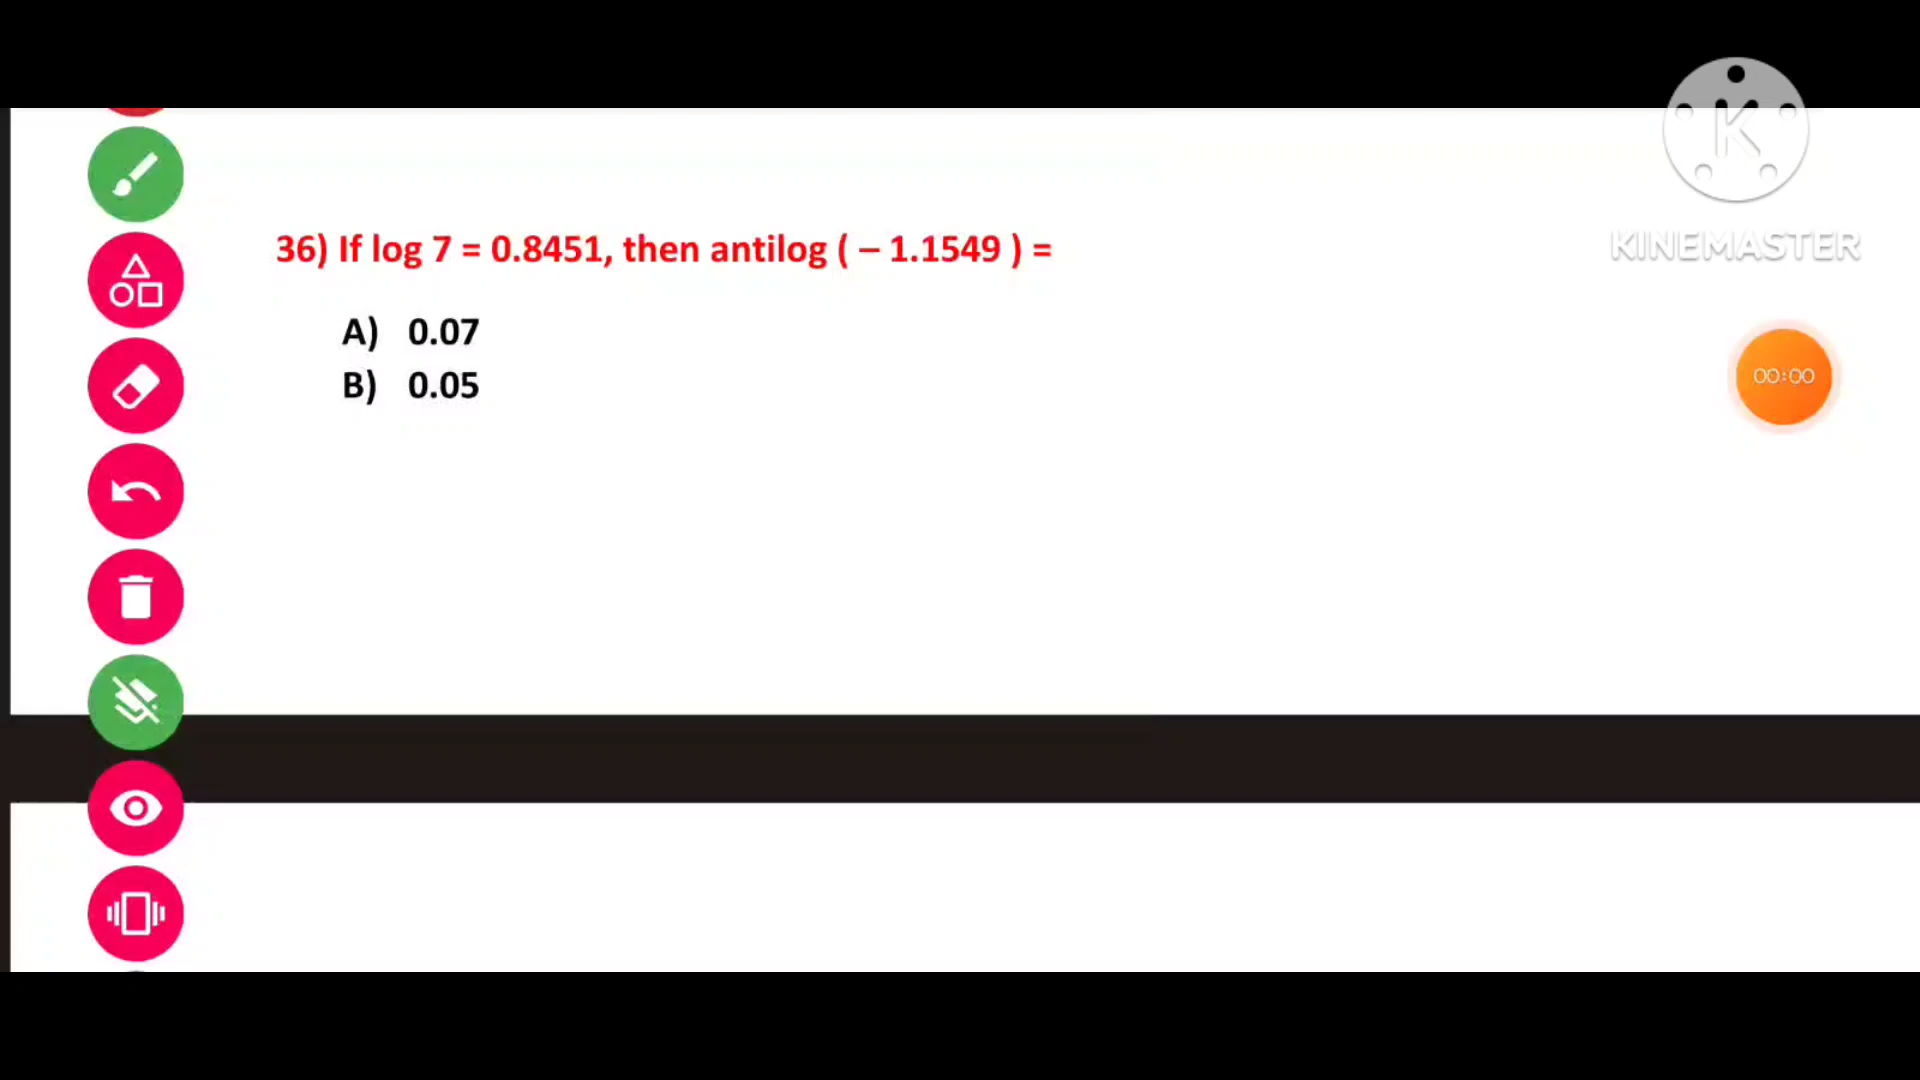 K
KINEMASTER
36) If log 7 = 0.8451, then antilog ( – 1.1549 ) =
A) 0.07
B) 0.05
00:00